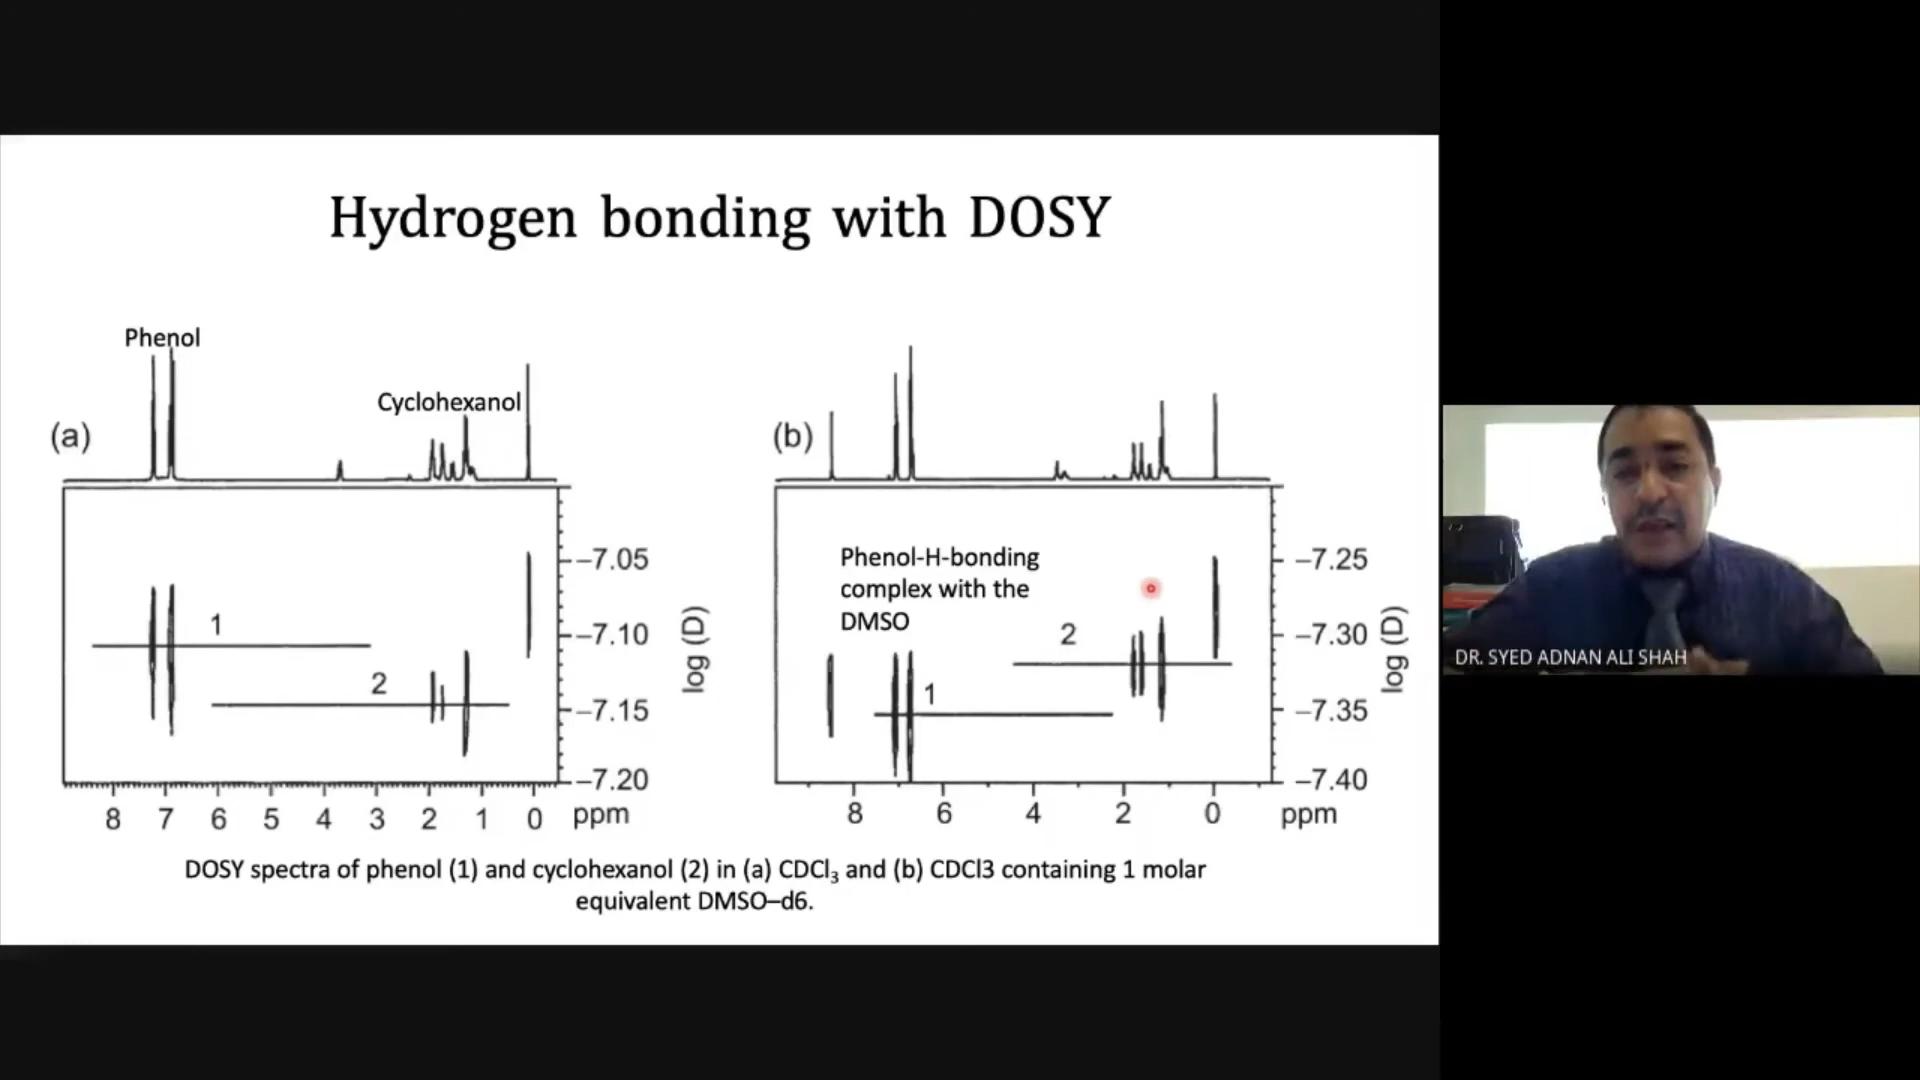 Hydrogen bonding with DOSY
Phenol
Cyclohexanol
(a)
1
2
–7.05
–7.10
–7.15
–7.20
log (D)
8 7 6 5 4 3 2 1 0 ppm
(b)
Phenol-H-bonding
complex with the
DMSO
2
1
–7.25
–7.30
–7.35
–7.40
log (D)
8 6 4 2 0 ppm
DOSY spectra of phenol (1) and cyclohexanol (2) in (a) CDCl₃ and (b) CDCl3 containing 1 molar
equivalent DMSO–d6.
DR. SYED ADNAN ALI SHAH